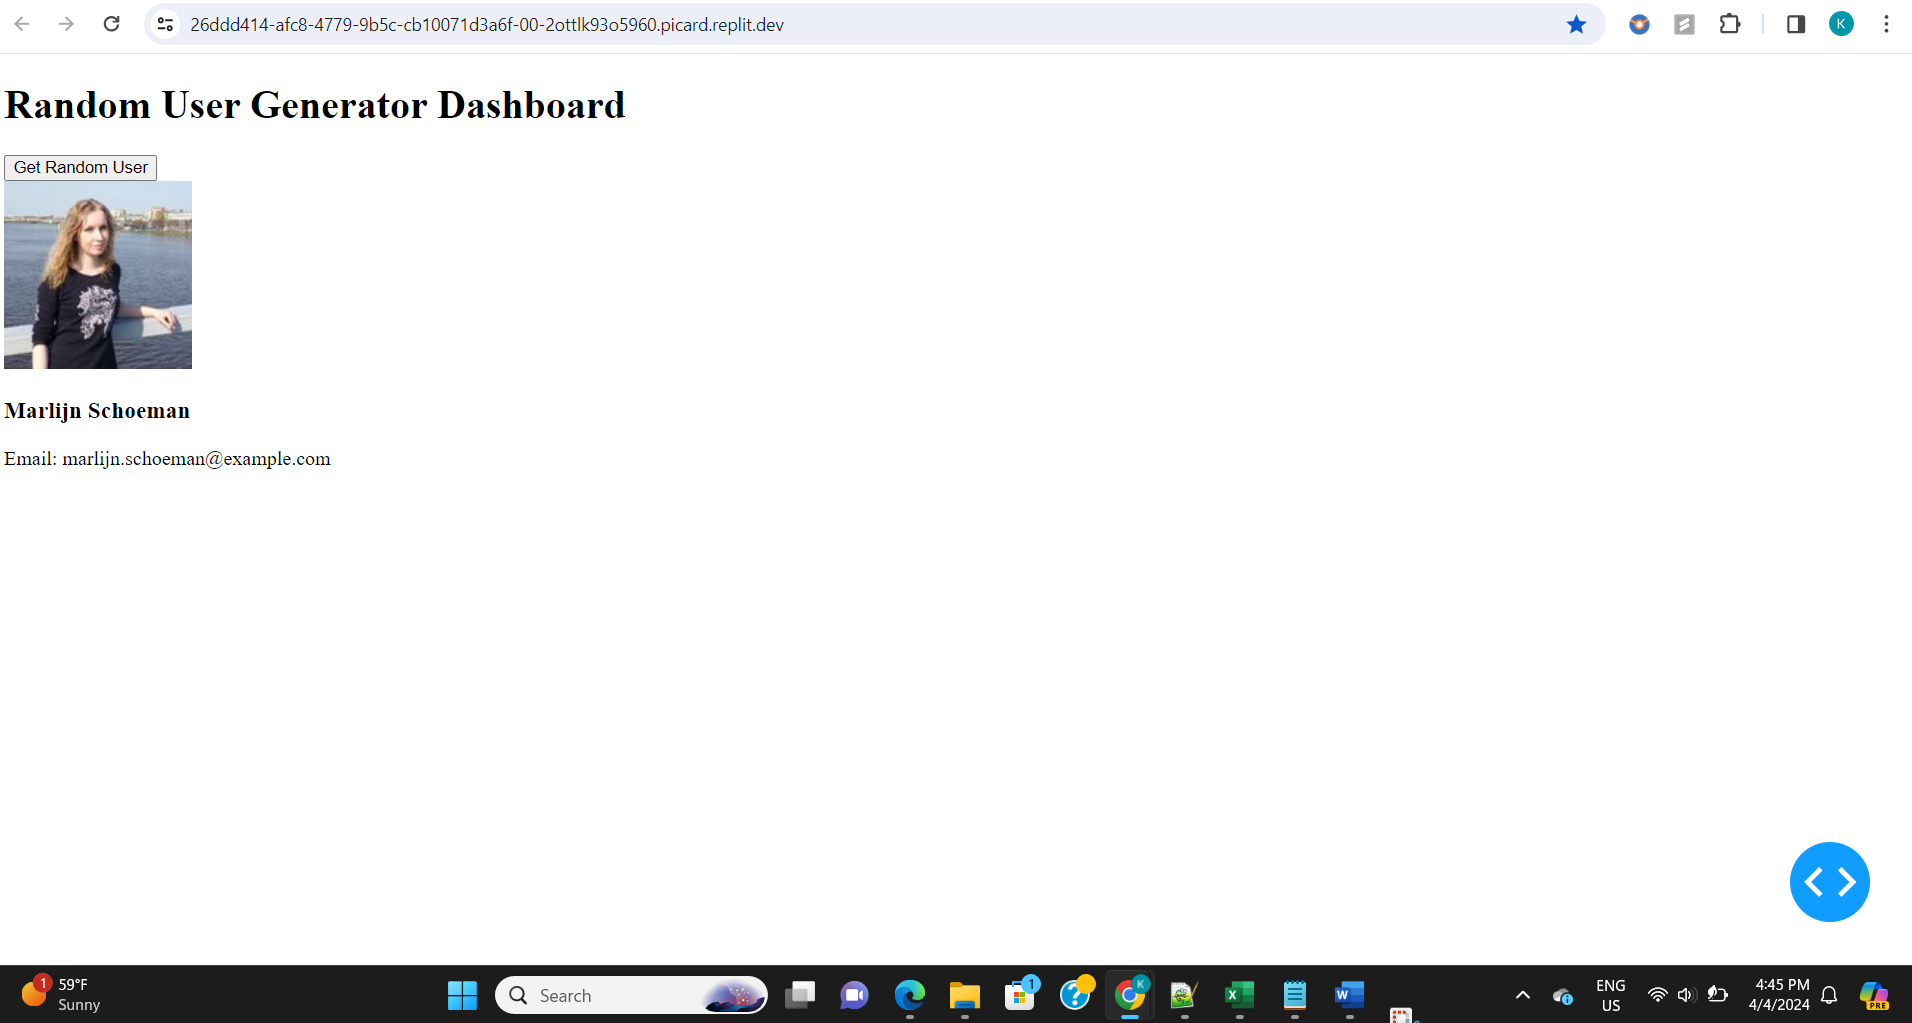 26ddd414-afc8-4779-9b5c-cb10071d3a6f-00-2ottlk93o5960.picard.replit.dev
K
Random User Generator Dashboard
Get Random User
Marlijn Schoeman
Email: marlijn.schoeman@example.com
1
59°F
Sunny
Search
1
K
ENG
US
4:45 PM
4/4/2024
PRE